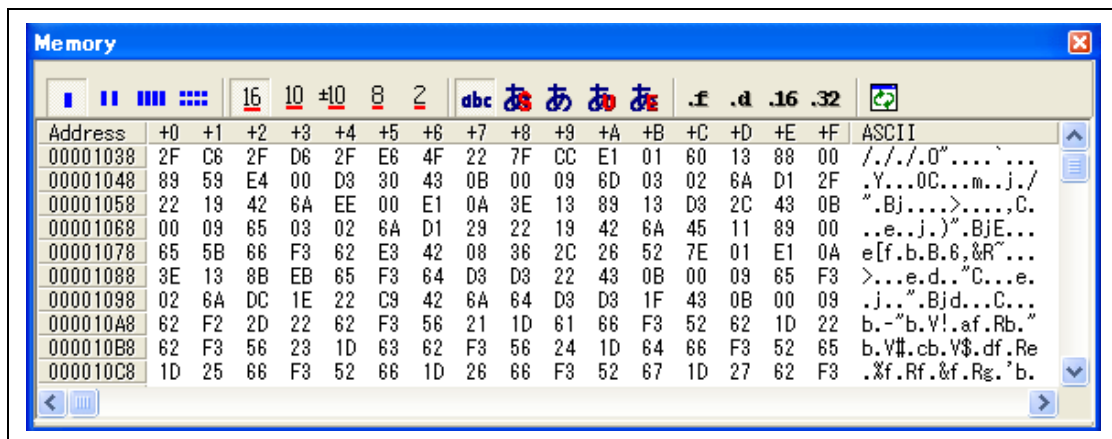 Memory
16 10 ±10 8 2 abc あS あ あD あE .f .d .16 .32
Address +0 +1 +2 +3 +4 +5 +6 +7 +8 +9 +A +B +C +D +E +F ASCII
00001038 2F C6 2F D6 2F E6 4F 22 7F CC E1 01 60 13 88 00 /././.O"....`...
00001048 89 59 E4 00 D3 30 43 0B 00 09 6D 03 02 6A D1 2F .Y...0C...m..j./
00001058 22 19 42 6A EE 00 E1 0A 3E 13 89 13 D3 2C 43 0B ".Bj....>....,C.
00001068 00 09 65 03 02 6A D1 29 22 19 42 6A 45 11 89 00 ..e..j.)".BjE...
00001078 65 5B 66 F3 62 E3 42 08 36 2C 26 52 7E 01 E1 0A e[f.b.B.6,&R~...
00001088 3E 13 8B EB 65 F3 64 D3 D3 22 43 0B 00 09 65 F3 >...e.d.."C...e.
00001098 02 6A DC 1E 22 C9 42 6A 64 D3 D3 1F 43 0B 00 09 .j..".Bjd...C...
000010A8 62 F2 2D 22 62 F3 56 21 1D 61 66 F3 52 62 1D 22 b.-"b.V!.af.Rb."
000010B8 62 F3 56 23 1D 63 62 F3 56 24 1D 64 66 F3 52 65 b.V#.cb.V$.df.Re
000010C8 1D 25 66 F3 52 66 1D 26 66 F3 52 67 1D 27 62 F3 .%f.Rf.&f.Rg.'b.